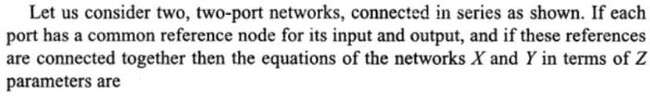 Let us consider two, two-port networks, connected in series as shown. If each
port has a common reference node for its input and output, and if these references
are connected together then the equations of the networks X and Y in terms of Z
parameters are